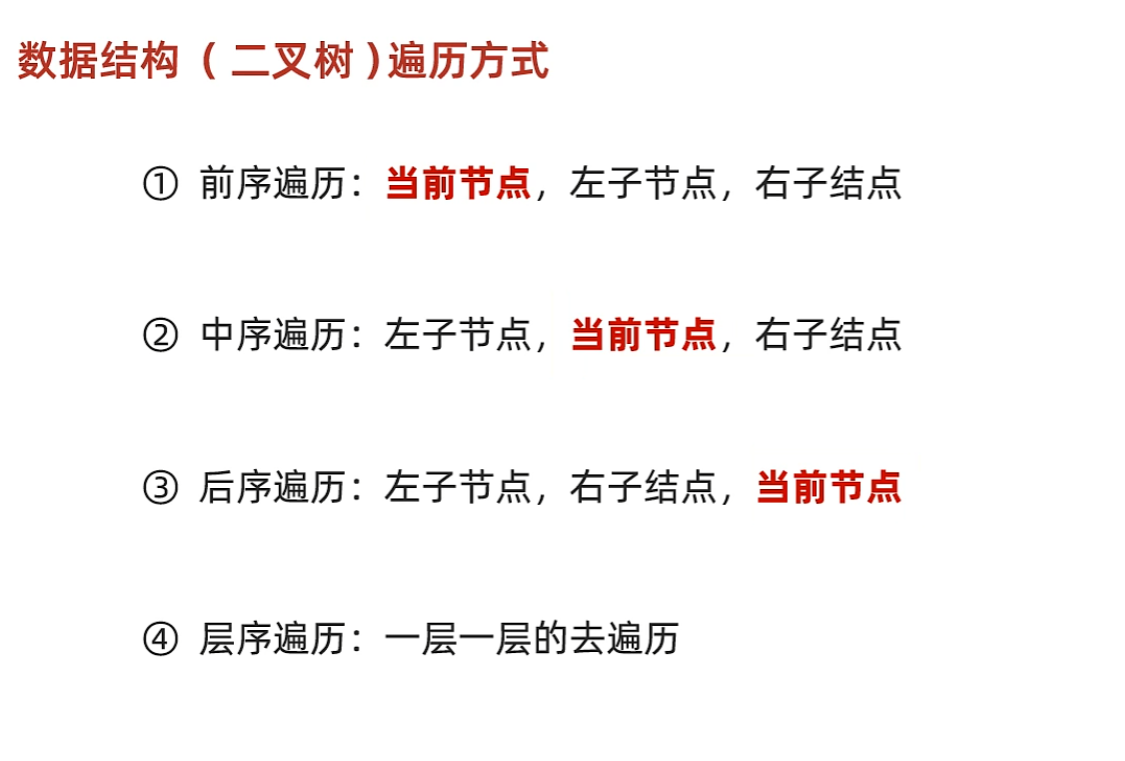 数据结构（二叉树)遍历方式
① 前序遍历：当前节点，左子节点，右子结点
② 中序遍历：左子节点，当前节点，右子结点
③ 后序遍历：左子节点，右子结点，当前节点
④ 层序遍历：一层一层的去遍历